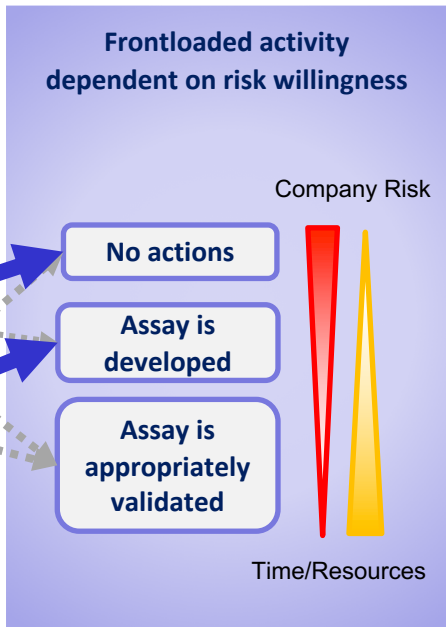 Frontloaded activity
dependent on risk willingness
Company Risk
No actions
Assay is
developed
Assay is
appropriately
validated
Time/Resources